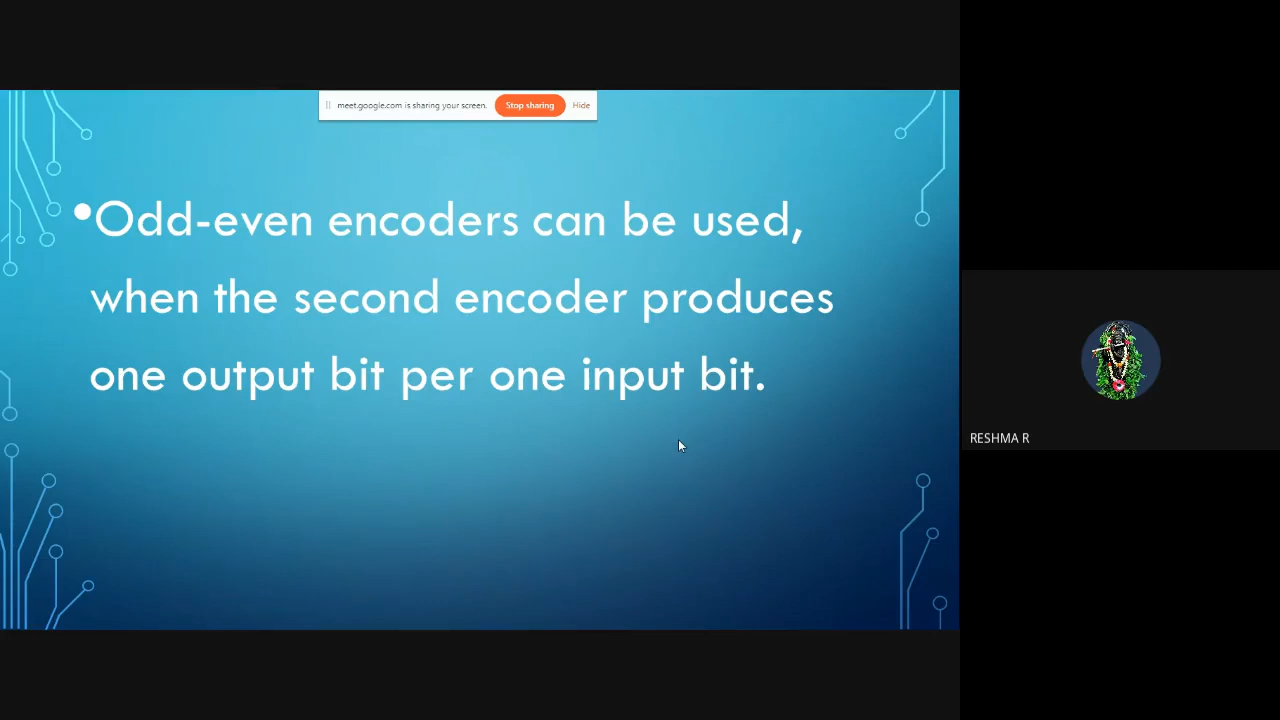 meet.google.com is sharing your screen. Stop sharing Hide
•Odd-even encoders can be used,
when the second encoder produces
one output bit per one input bit.
RESHMA R